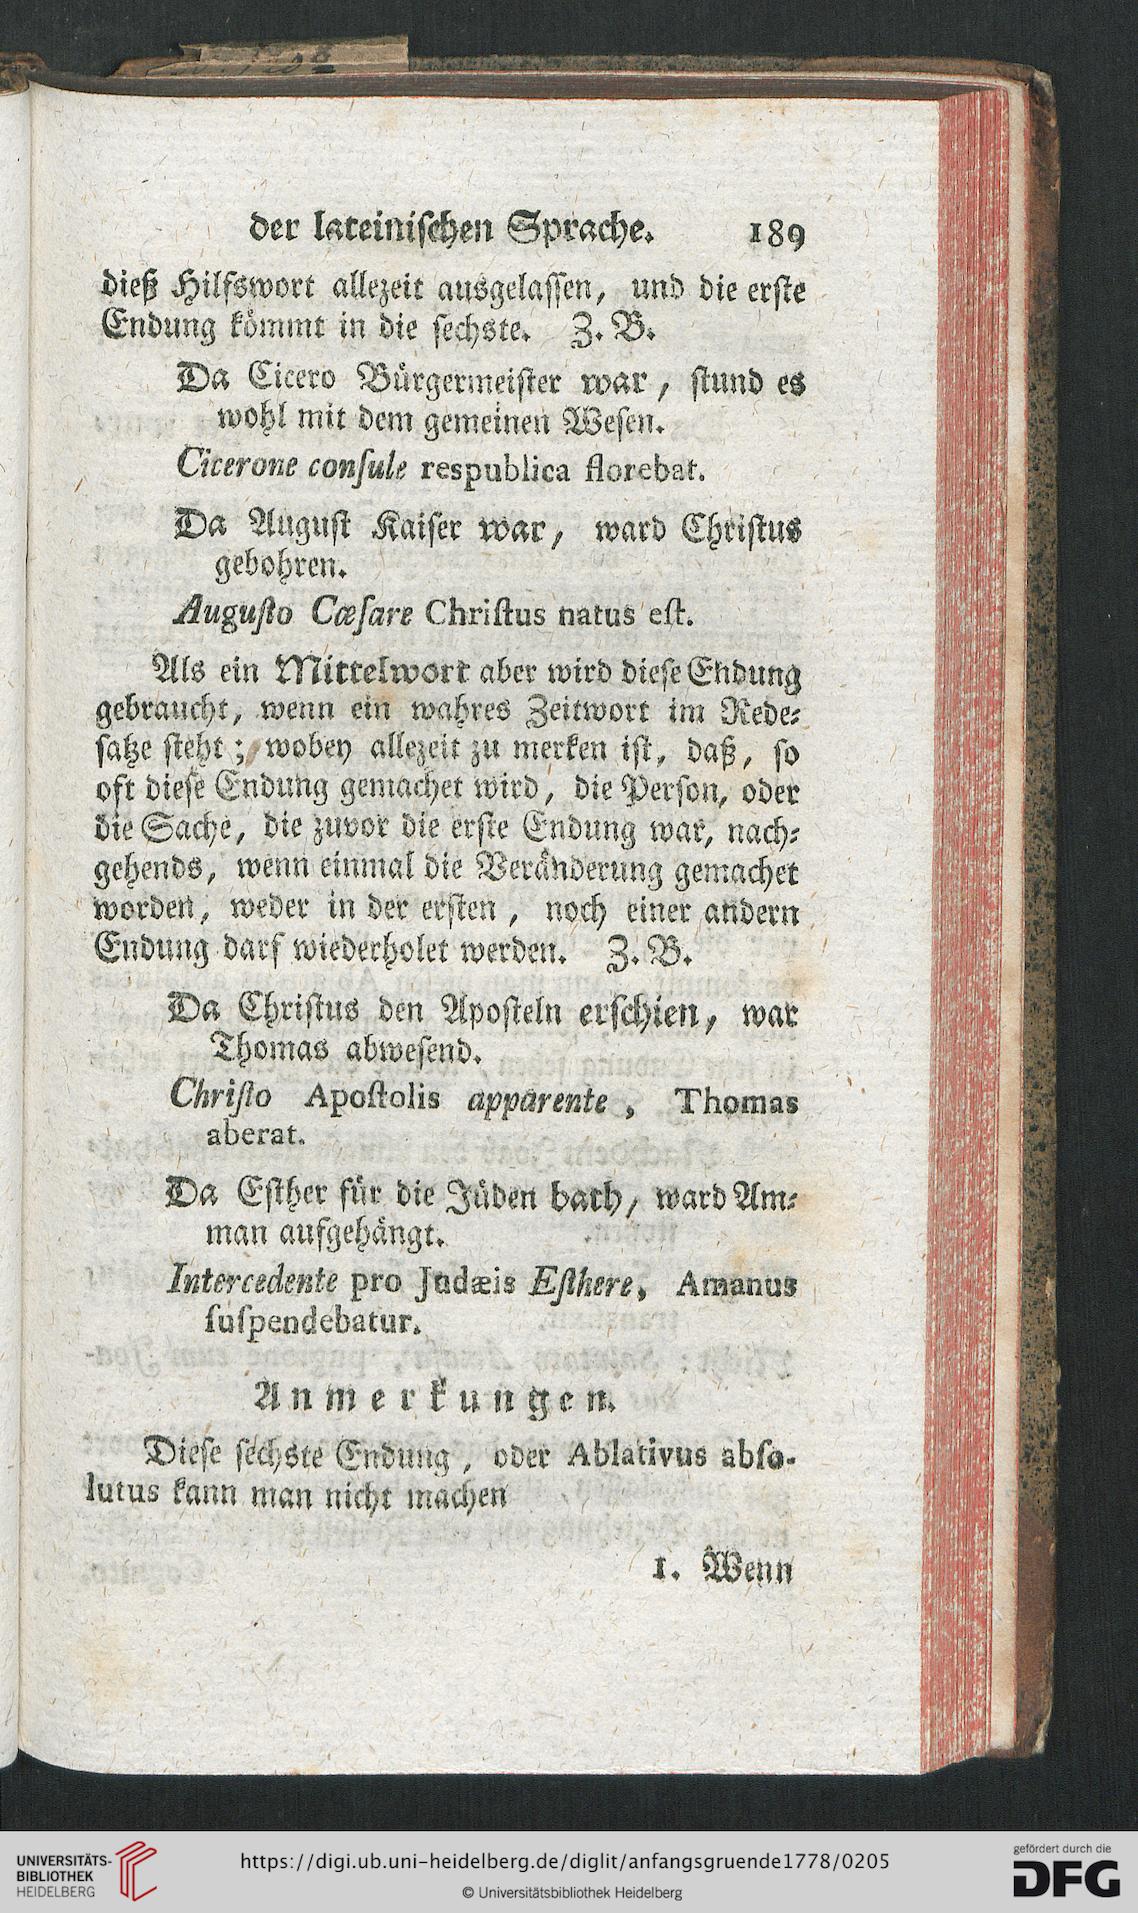 der lateinischen Sprache. 189
dieß Hilfswort allezeit ausgelassen, und die erste
Endung kömmt in die sechste. Z. B.
Da Cicero Bürgermeister war, stund es
wohl mit dem gemeinen Wesen.
Cicerone conſule respublica florebat.
Da August Kaiser war, ward Christus
gebohren.
Auguſto Cæſare Chriſtus natus eſt.
Als ein Mittelwort aber wird diese Endung
gebraucht, wenn ein wahres Zeitwort im Rede-
satze steht; wobey allezeit zu merken ist, daß, so
oft diese Endung gemachet wird, die Person, oder
die Sache, die zuvor die erste Endung war, nach-
gehends, wenn einmal die Veränderung gemachet
worden, weder in der ersten, noch einer andern
Endung darf wiederholet werden. Z. B.
Da Christus den Aposteln erschien, war
Thomas abwesend.
Chriſto Apoſtolis apparente, Thomas
aberat.
Da Esther für die Jüden bath, ward Am-
man aufgehängt.
Intercedente pro Judæis Eſthere, Amanus
ſuſpendebatur.
Anmerkungen.
Diese sechste Endung, oder Ablativus abſo-
lutus kann man nicht machen
1. Wenn
UNIVERSITÄTS-
BIBLIOTHEK
HEIDELBERG
https://digi.ub.uni-heidelberg.de/diglit/anfangsgruende1778/0205
© Universitätsbibliothek Heidelberg
gefördert durch die
DFG